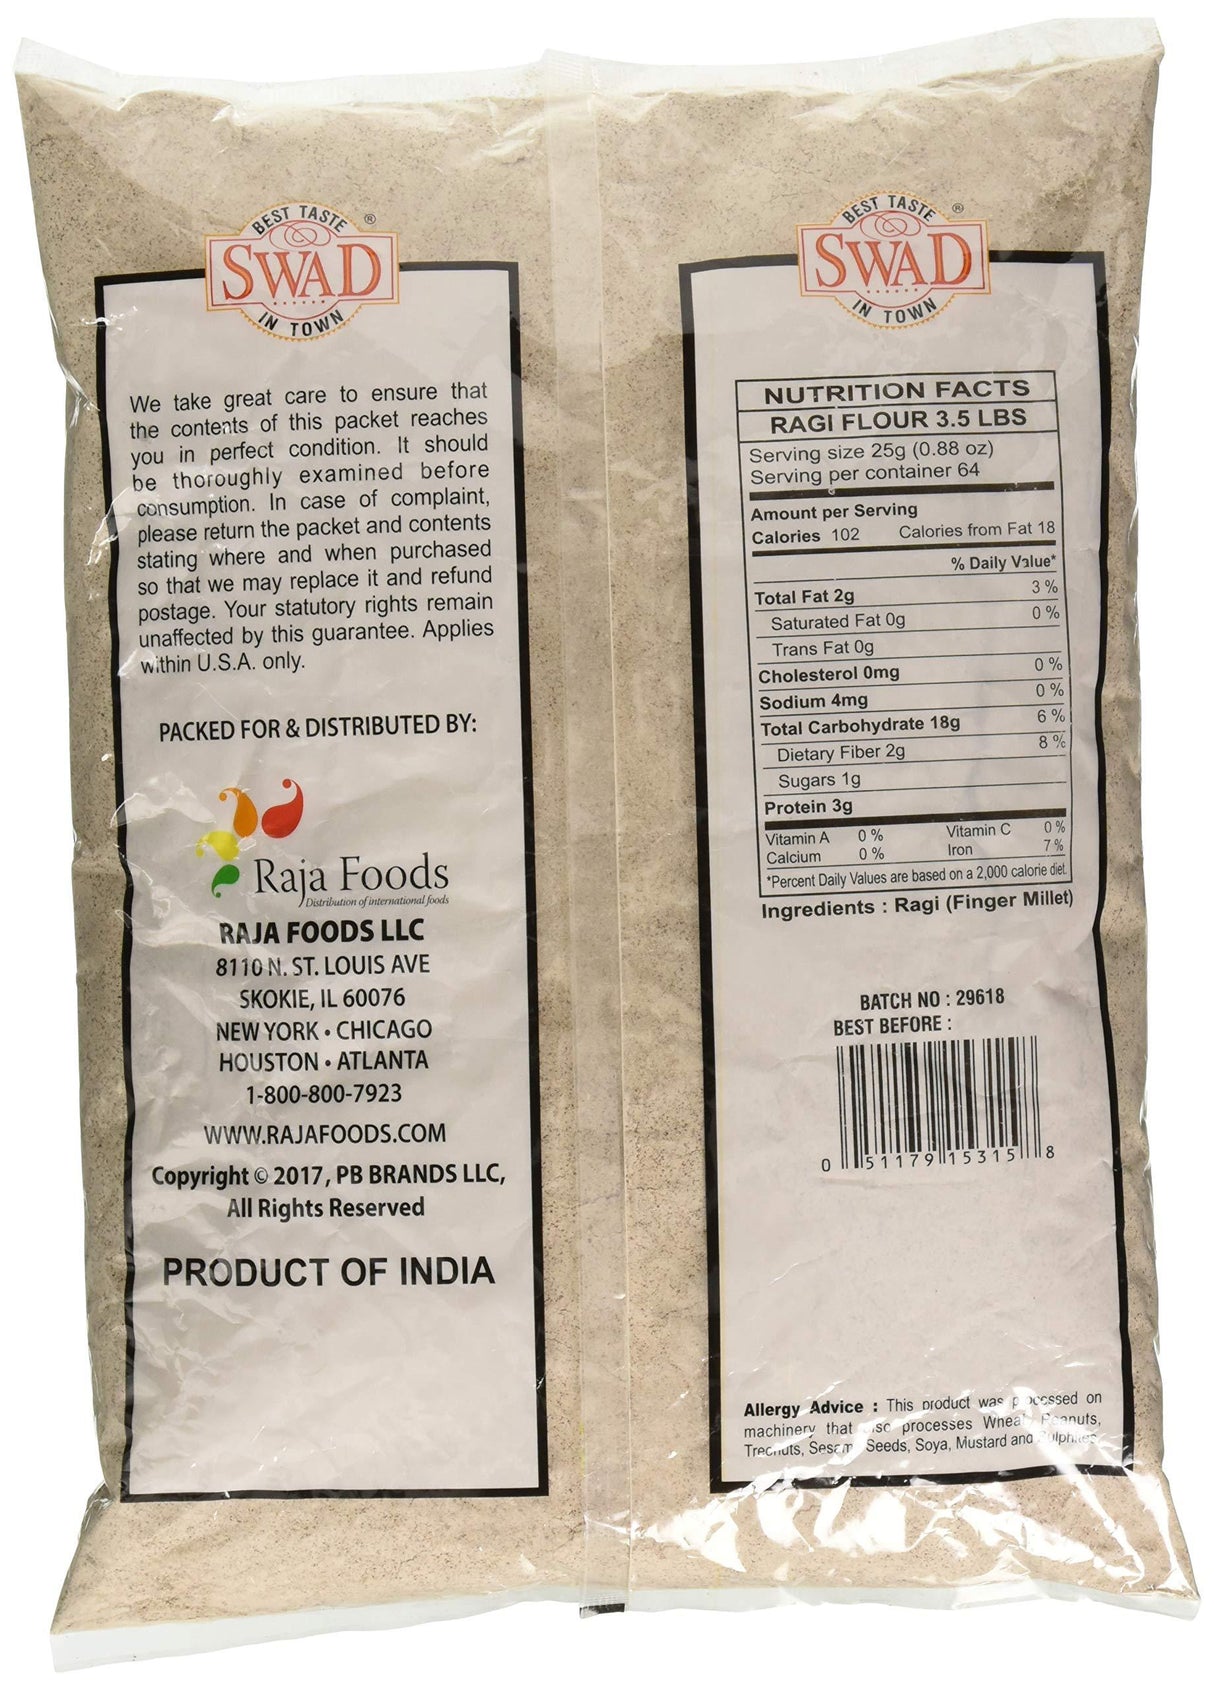 BEST TASTE ®
SWAD
IN TOWN
We take great care to ensure that
the contents of this packet reaches
you in perfect condition. It should
be thoroughly examined before
consumption. In case of complaint,
please return the packet and contents
stating where and when purchased
so that we may replace it and refund
postage. Your statutory rights remain
unaffected by this guarantee. Applies
within U.S.A. only.
PACKED FOR & DISTRIBUTED BY:
Raja Foods
Distribution of international foods
RAJA FOODS LLC
8110 N. ST. LOUIS AVE
SKOKIE, IL 60076
NEW YORK • CHICAGO
HOUSTON • ATLANTA
1-800-800-7923
WWW.RAJAFOODS.COM
Copyright © 2017, PB BRANDS LLC,
All Rights Reserved
PRODUCT OF INDIA
BEST TASTE ®
SWAD
IN TOWN
NUTRITION FACTS
RAGI FLOUR 3.5 LBS
Serving size 25g (0.88 oz)
Serving per container 64
Amount per Serving
Calories 102 Calories from Fat 18
% Daily Value*
Total Fat 2g 3 %
Saturated Fat 0g 0 %
Trans Fat 0g
Cholesterol 0mg 0 %
Sodium 4mg 0 %
Total Carbohydrate 18g 6 %
Dietary Fiber 2g 8 %
Sugars 1g
Protein 3g
Vitamin A 0 % Vitamin C 0 %
Calcium 0 % Iron 7 %
*Percent Daily Values are based on a 2,000 calorie diet.
Ingredients : Ragi (Finger Millet)
BATCH NO : 29618
BEST BEFORE :
0 51179 15315 8
Allergy Advice : This product was processed on
machinery that also processes Wheat, Peanuts,
Treenuts, Sesame Seeds, Soya, Mustard and Sulphites